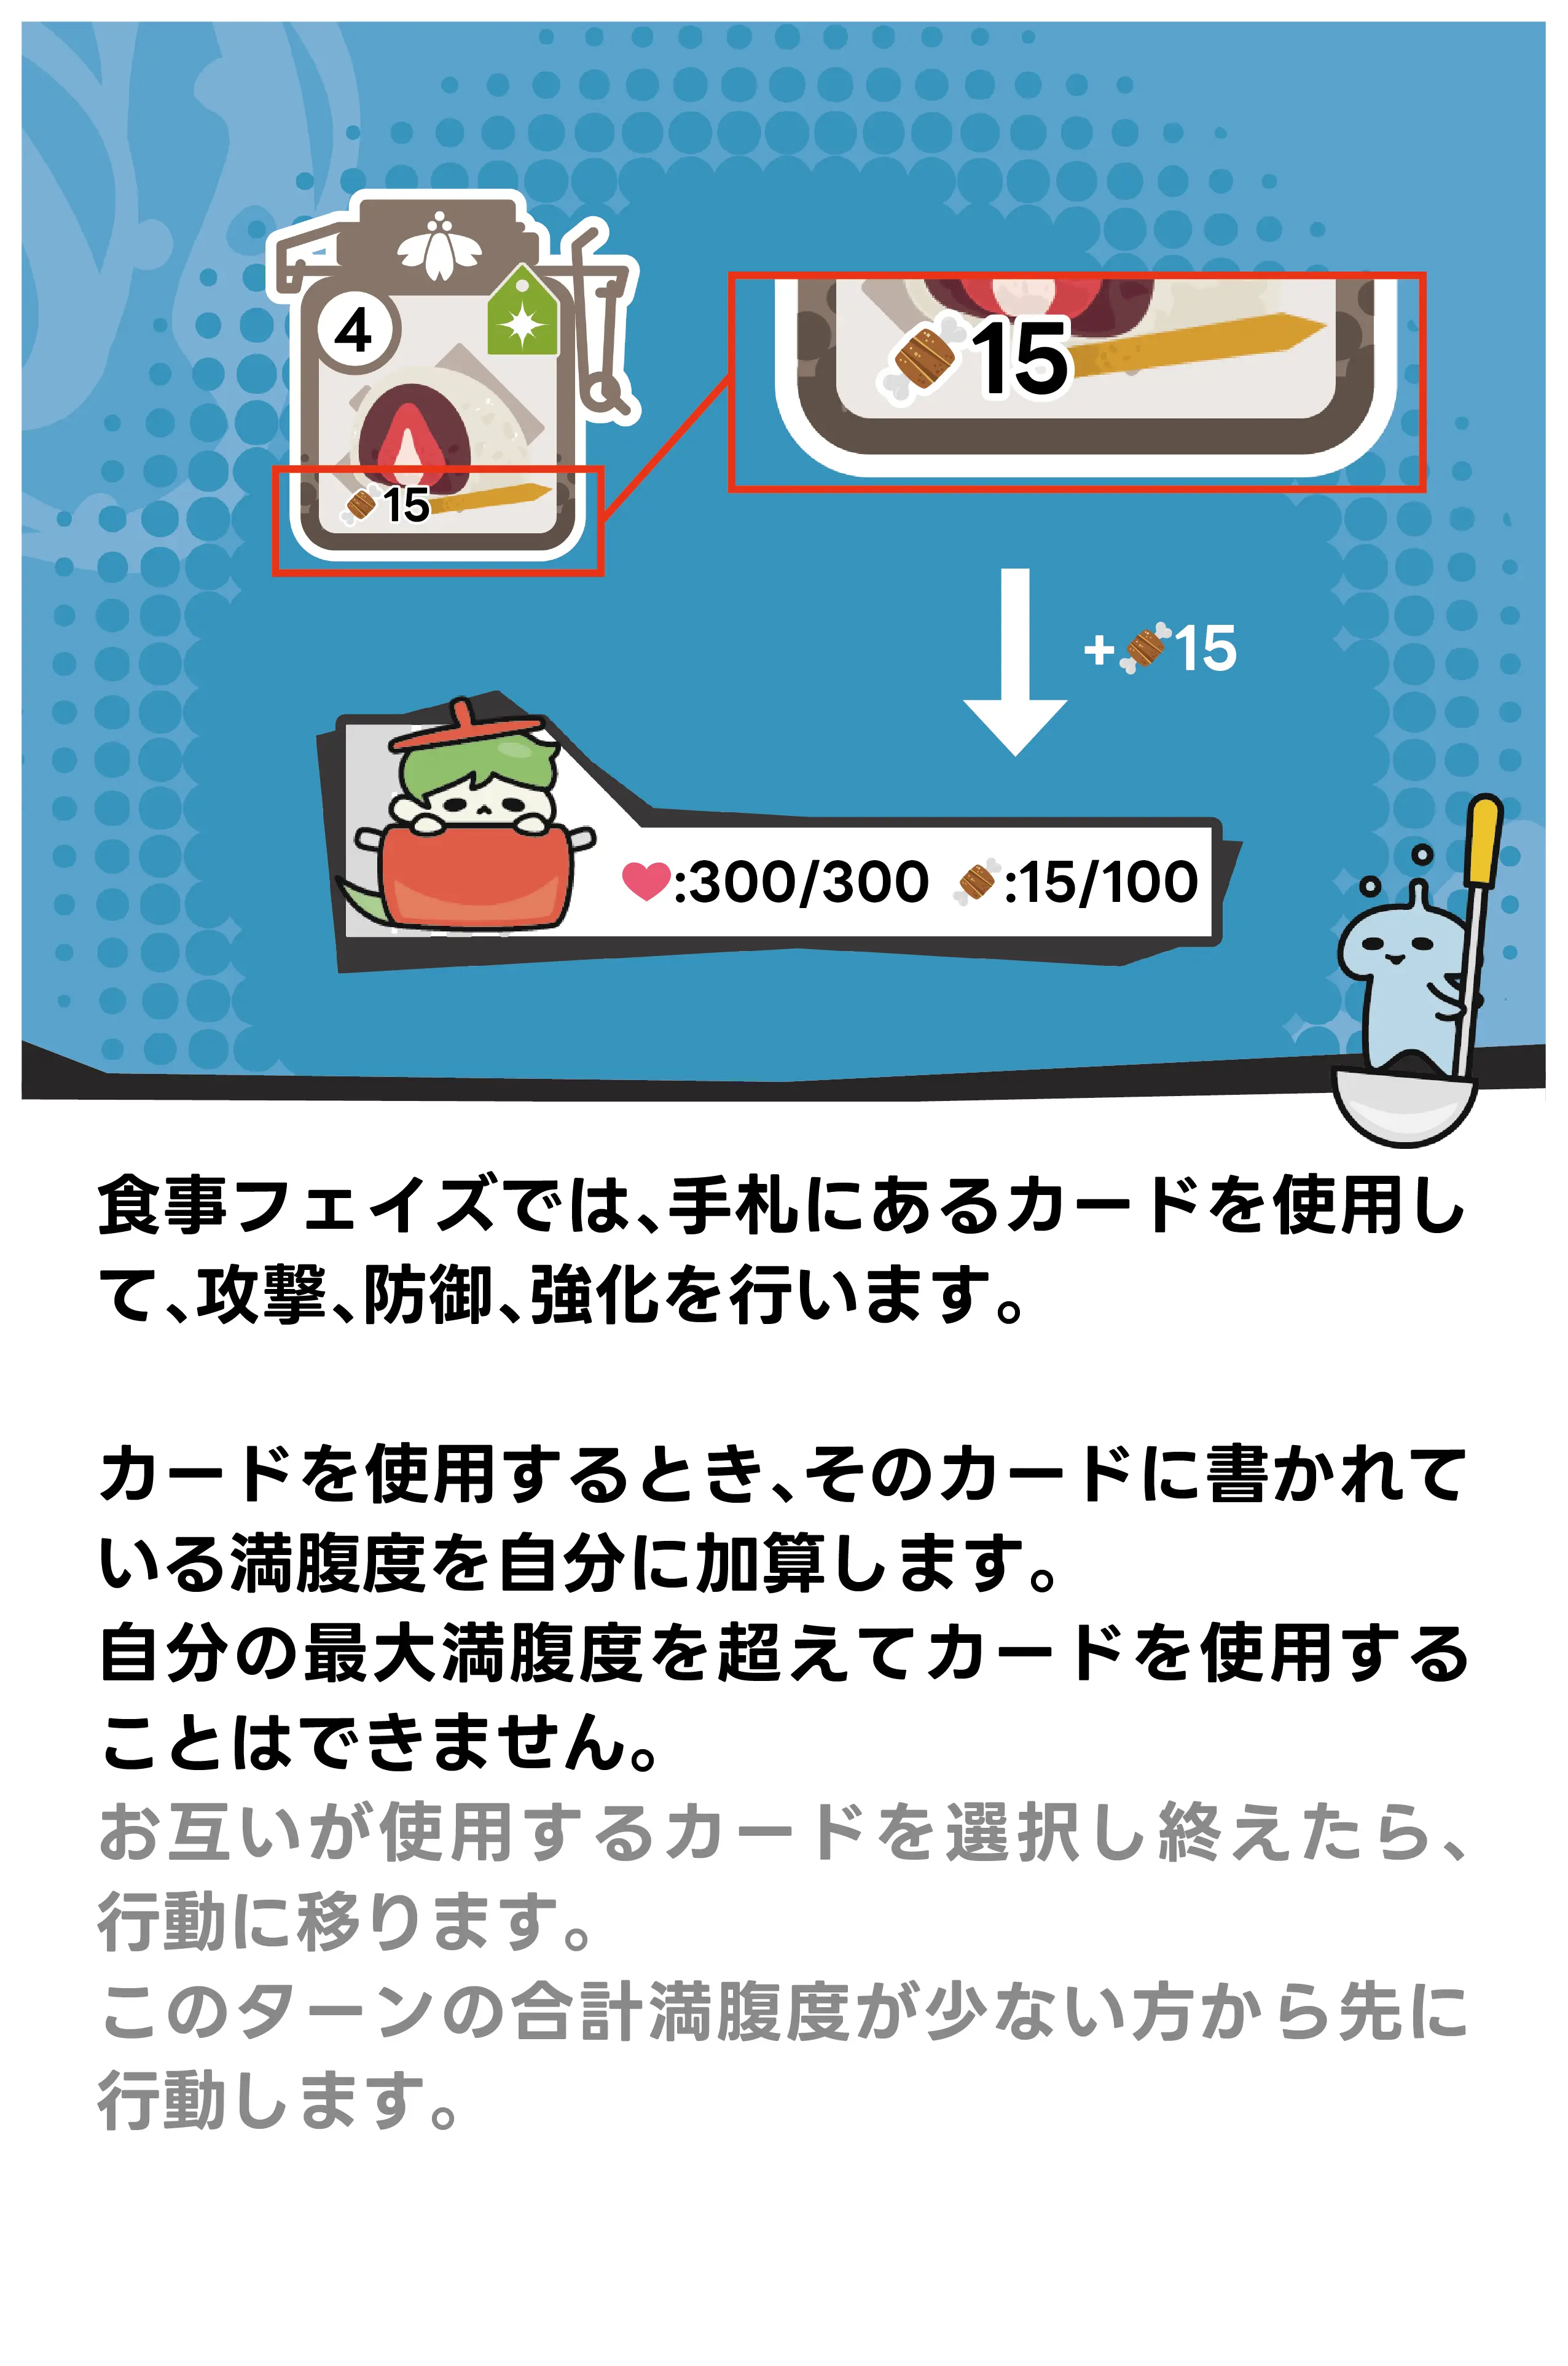 4
15
15
+15
:300/300 :15/100
食事フェイズでは、手札にあるカードを使用し
て、攻撃、防御、強化を行います。
カードを使用するとき、そのカードに書かれて
いる満腹度を自分に加算します。
自分の最大満腹度を超えてカードを使用する
ことはできません。
お互いが使用するカードを選択し終えたら、
行動に移ります。
このターンの合計満腹度が少ない方から先に
行動します。